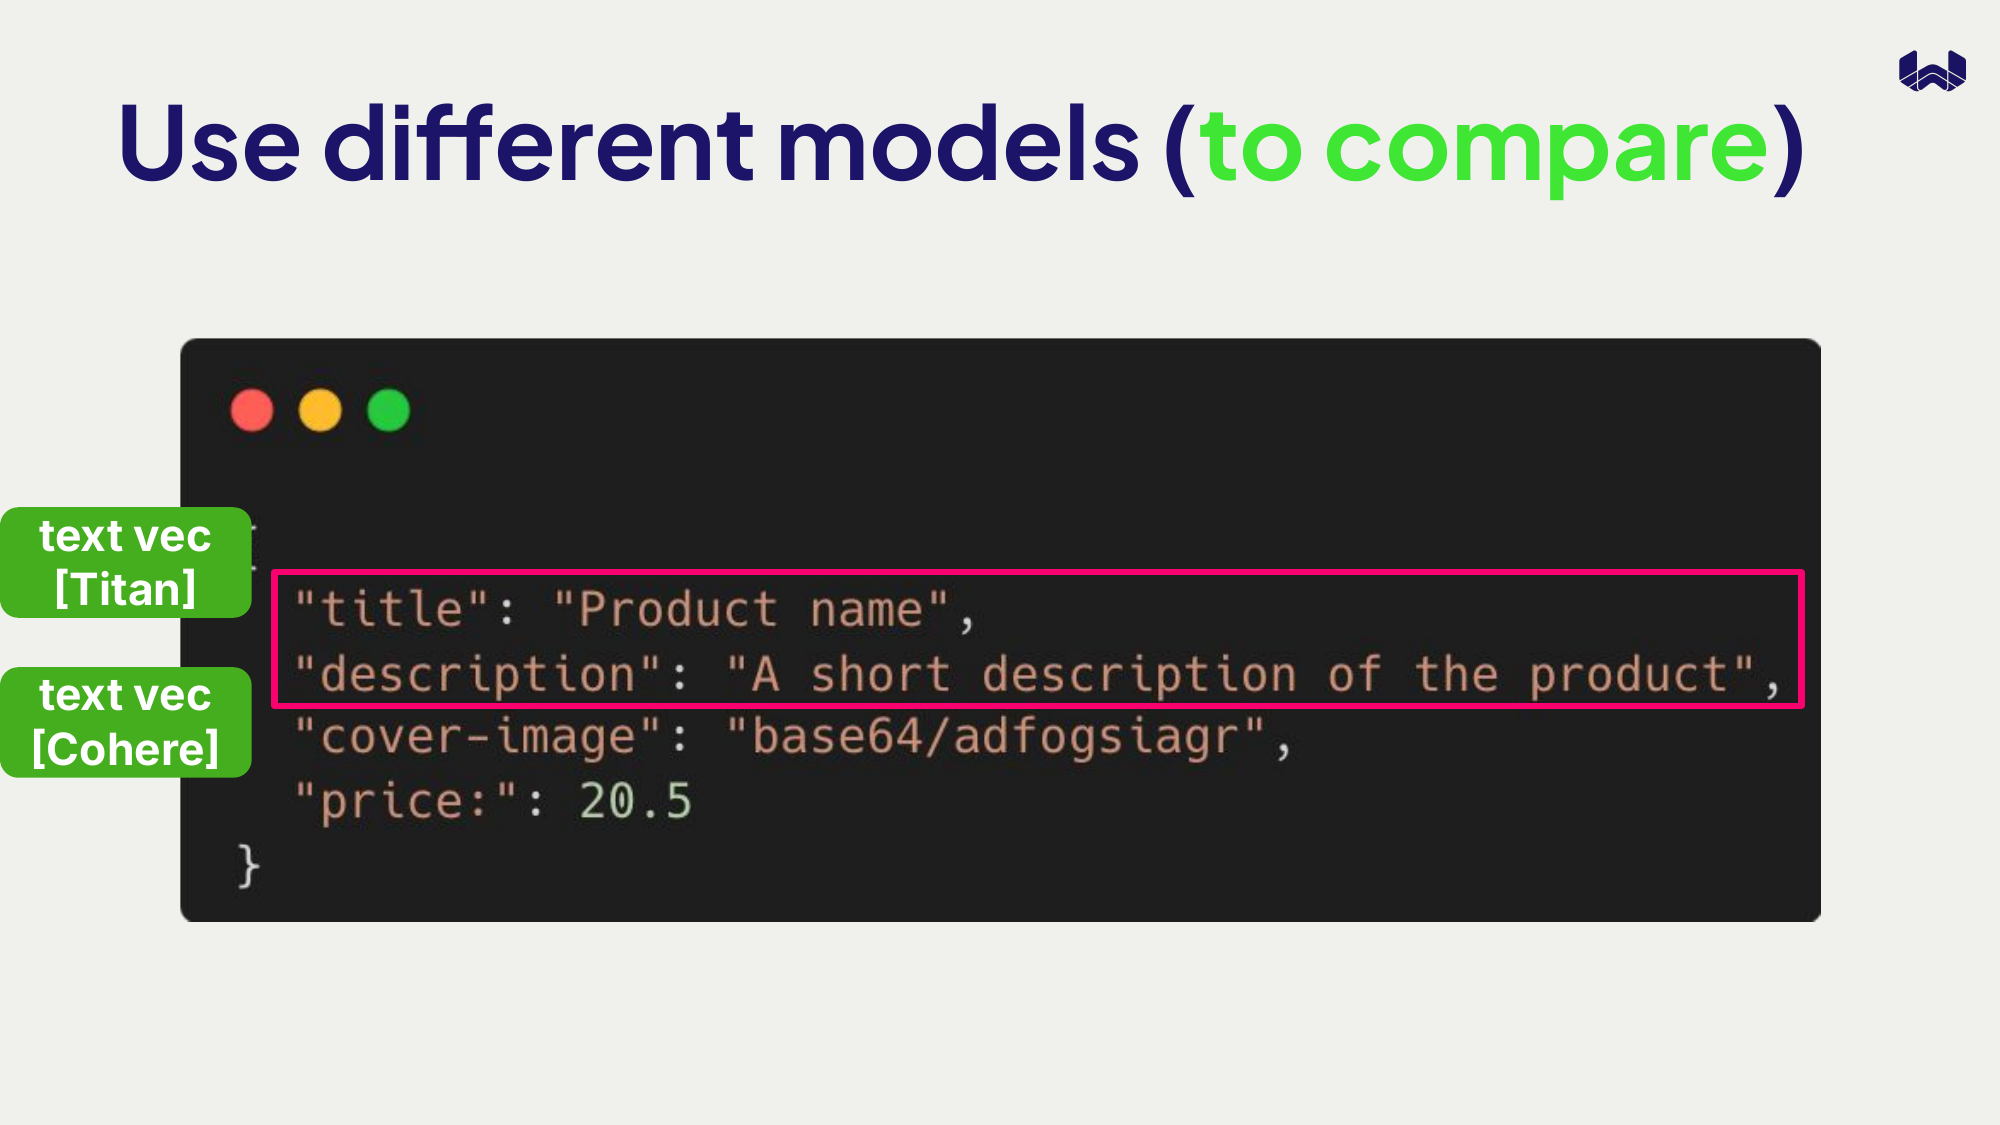 Use different models (to compare)
text vec
[Titan]
text vec
[Cohere]
{
"title": "Product name",
"description": "A short description of the product",
"cover-image": "base64/adfogsiagr",
"price:": 20.5
}